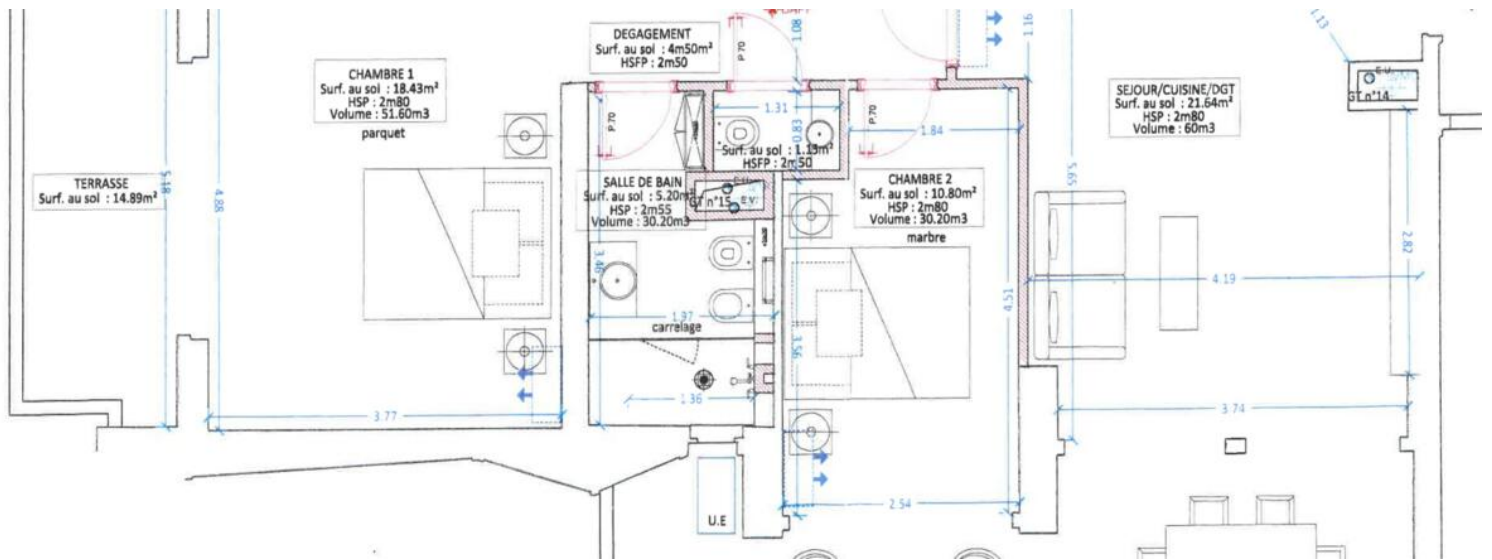 DEGAGEMENT
Surf. au sol : 4m50m²
HSFP : 2m50
P 70
1.08
1.16
1.13
CHAMBRE 1
Surf. au sol : 18.43m²
HSP : 2m80
Volume : 51.60m3
parquet
SEJOUR/CUISINE/DGT
Surf. au sol : 21.64m²
HSP : 2m80
Volume : 60m3
E.U.
GT n°14
P.70
1.31
0.83
P.70
1.84
Surf. au sol : 1.13m²
HSFP : 2m50
TERRASSE
Surf. au sol : 14.89m²
5.18
4.88
SALLE DE BAIN
Surf. au sol : 5.20m²
HSP : 2m55
Volume : 30.20m3
GT n°15
E.V.
CHAMBRE 2
Surf. au sol : 10.80m²
HSP : 2m80
Volume : 30.20m3
marbre
5.65
2.82
3.46
4.19
4.51
1.97
carrelage
3.56
1.36
3.77
3.74
2.54
U.E